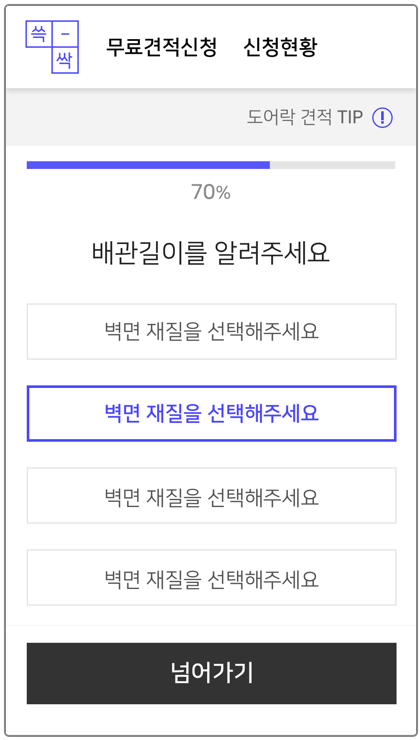 쓱 -
싹
무료견적신청 신청현황
도어락 견적 TIP !
70%
배관길이를 알려주세요
벽면 재질을 선택해주세요
벽면 재질을 선택해주세요
벽면 재질을 선택해주세요
벽면 재질을 선택해주세요
넘어가기